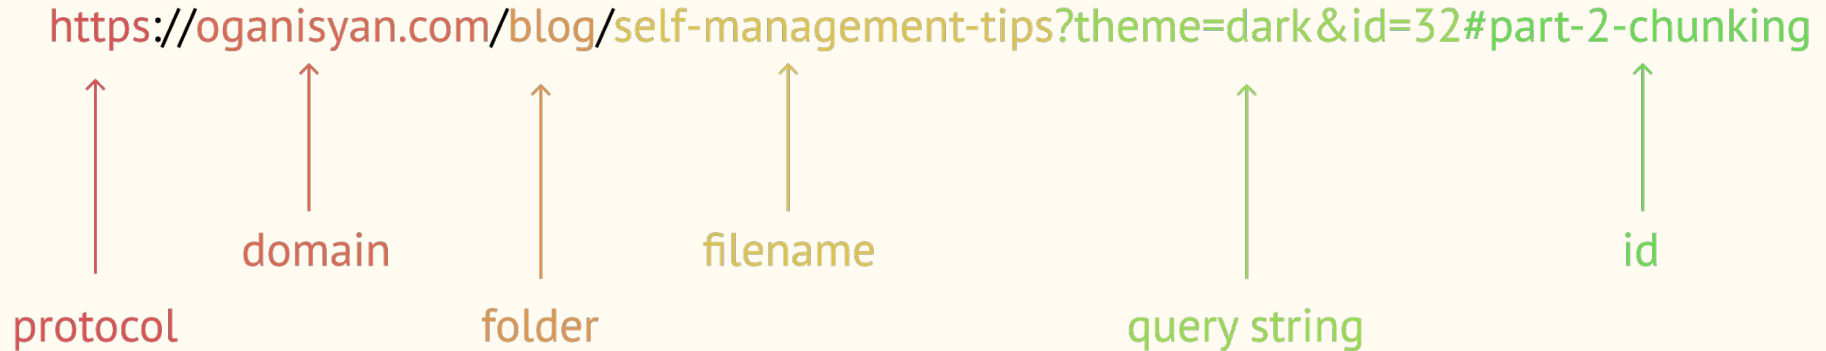 https://oganisyan.com/blog/self-management-tips?theme=dark&id=32#part-2-chunking
domain filename id
protocol folder query string